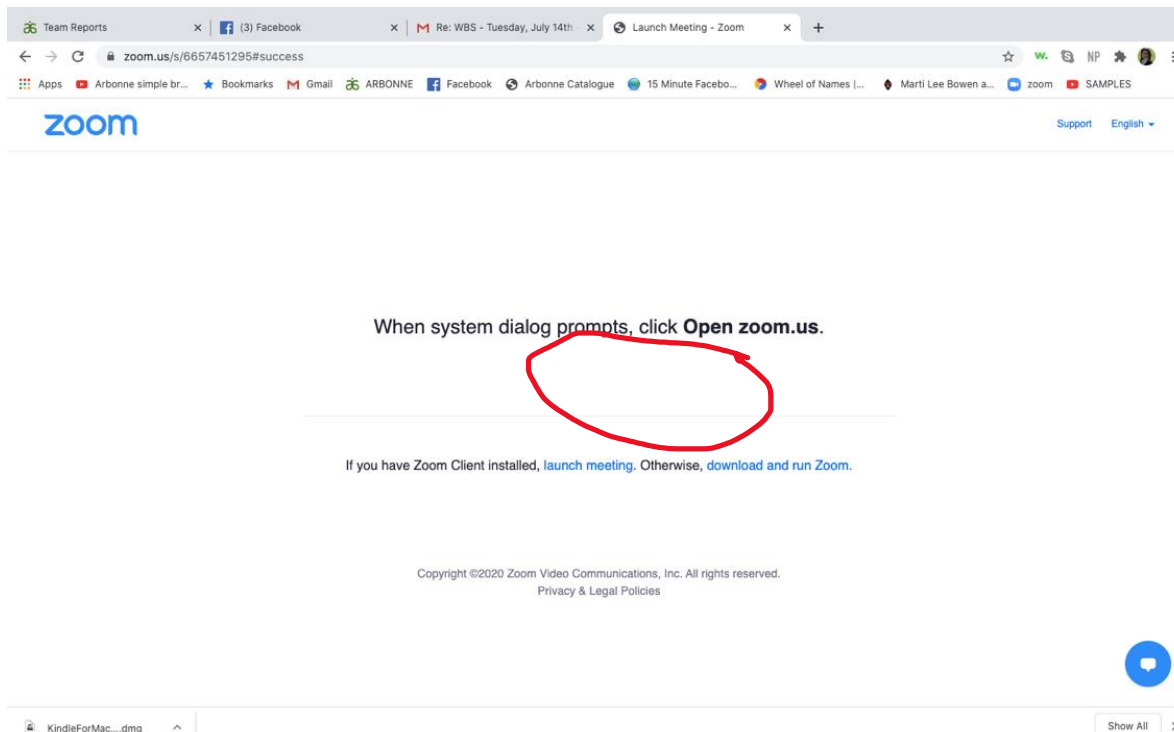 Team Reports
(3) Facebook
Re: WBS - Tuesday, July 14th -
Launch Meeting - Zoom
zoom.us/s/6657451295#success
W.
NP
Apps
Arbonne simple br...
Bookmarks
Gmail
ARBONNE
Facebook
Arbonne Catalogue
15 Minute Facebo...
Wheel of Names |...
Marti Lee Bowen a...
zoom
SAMPLES
zoom
Support
English
When system dialog prompts, click Open zoom.us.
If you have Zoom Client installed, launch meeting. Otherwise, download and run Zoom.
Copyright ©2020 Zoom Video Communications, Inc. All rights reserved.
Privacy & Legal Policies
KindleForMac....dmg
Show All